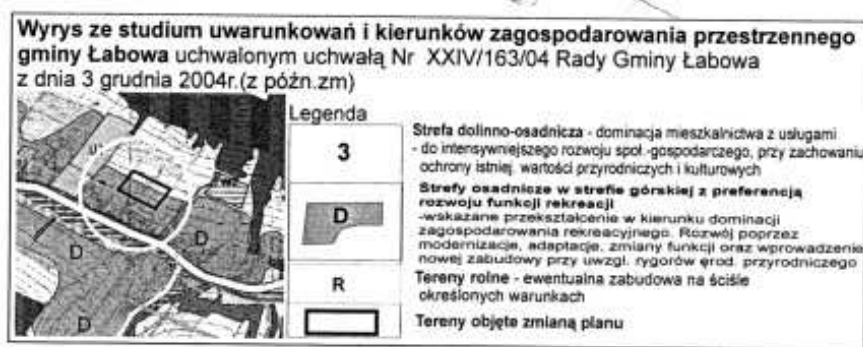 Wyrys ze studium uwarunkowań i kierunków zagospodarowania przestrzennego
gminy Łabowa uchwalonym uchwałą Nr XXIV/163/04 Rady Gminy Łabowa
z dnia 3 grudnia 2004r.(z późn.zm)
Legenda
3
Strefa dolinno-osadnicza - dominacja mieszkalnictwa z usługami
- do intensywniejszego rozwoju społ.-gospodarczego, przy zachowaniu
ochrony istniej. wartości przyrodniczych i kulturowych
D
Strefy osadnicze w strefie górskiej z preferencją
rozwoju funkcji rekreacji
-wskazane przekształcenie w kierunku dominacji
zagospodarowania rekreacyjnego. Rozwój poprzez
modernizacje, adaptacje, zmiany funkcji oraz wprowadzenie
nowej zabudowy przy uwzgl. rygorów środ. przyrodniczego
R
Tereny rolne - ewentualna zabudowa na ściśle
określonych warunkach
Tereny objęte zmianą planu
D
D
D
D